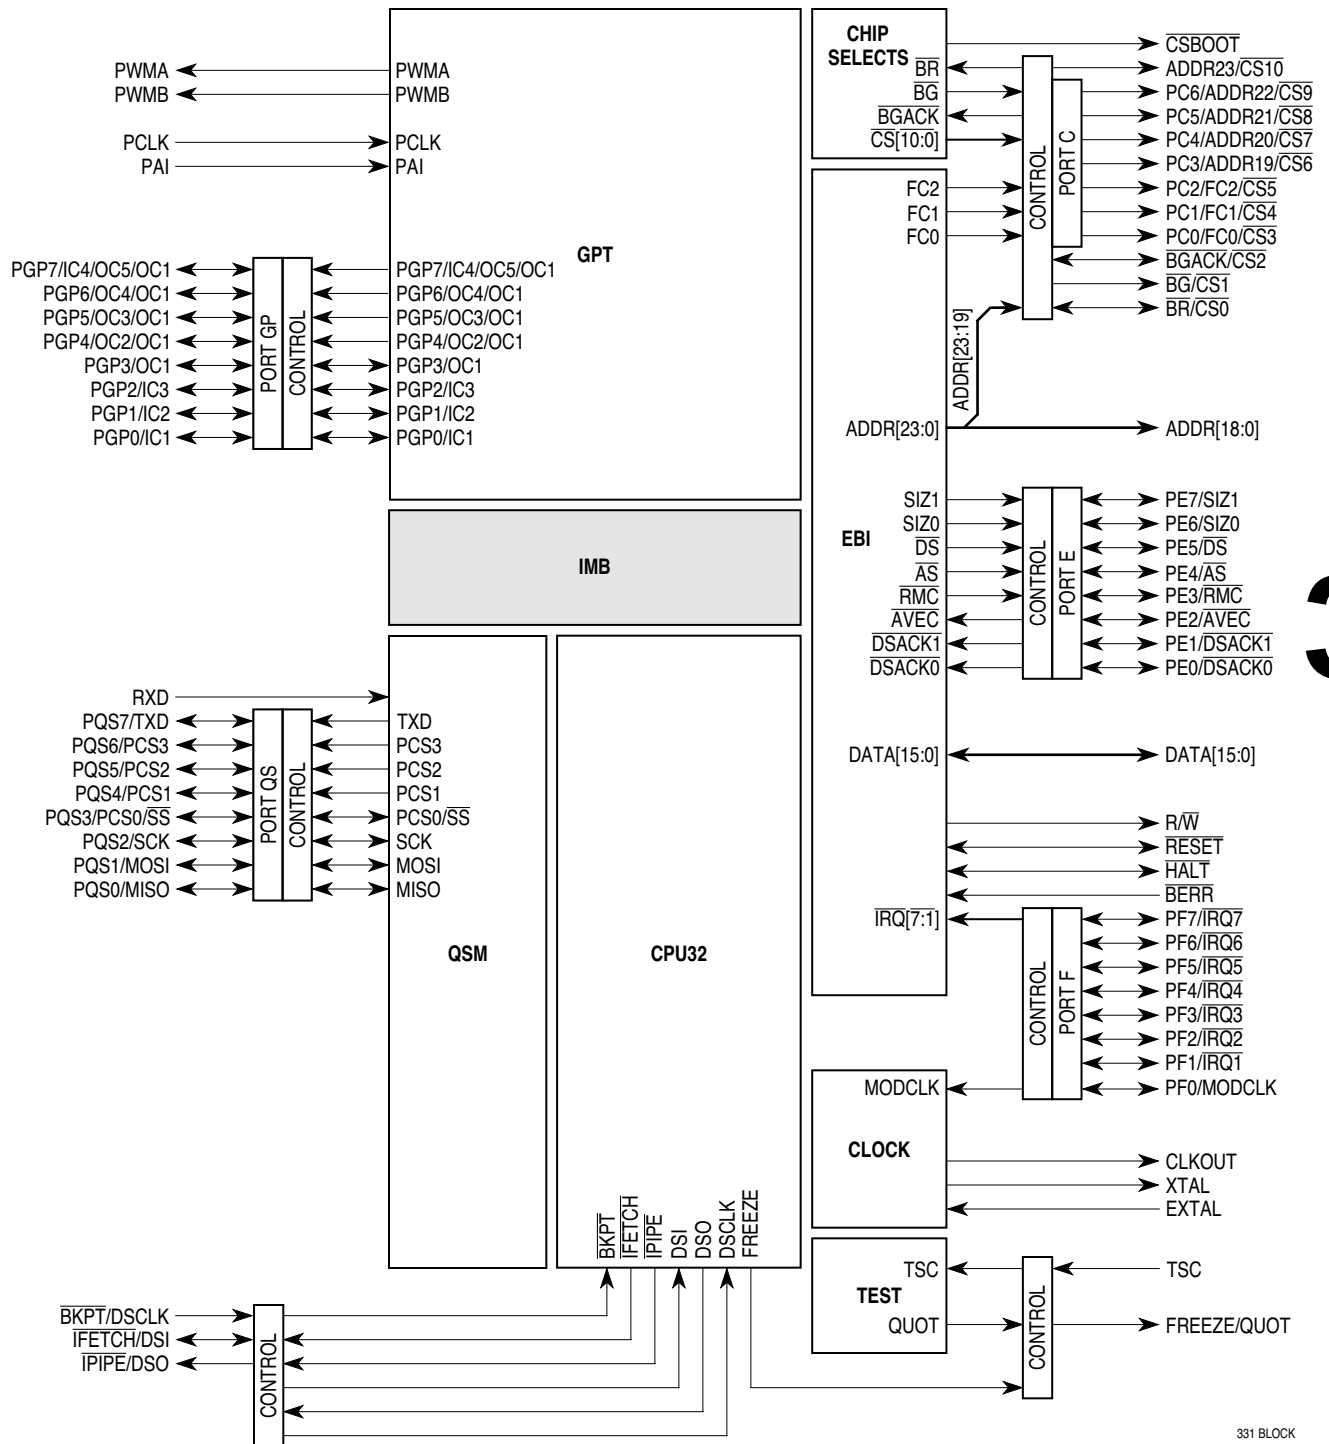 PWMA
PWMB
PCLK
PAI
PWMA
PWMB
PCLK
PAI
GPT
PGP7/IC4/OC5/OC1
PGP6/OC4/OC1
PGP5/OC3/OC1
PGP4/OC2/OC1
PGP3/OC1
PGP2/IC3
PGP1/IC2
PGP0/IC1
PORT GP
CONTROL
PGP7/IC4/OC5/OC1
PGP6/OC4/OC1
PGP5/OC3/OC1
PGP4/OC2/OC1
PGP3/OC1
PGP2/IC3
PGP1/IC2
PGP0/IC1
IMB
RXD
PQS7/TXD
PQS6/PCS3
PQS5/PCS2
PQS4/PCS1
PQS3/PCS0/SS
PQS2/SCK
PQS1/MOSI
PQS0/MISO
PORT QS
CONTROL
TXD
PCS3
PCS2
PCS1
PCS0/SS
SCK
MOSI
MISO
QSM
CPU32
BKPT
IFETCH
IPIPE
DSI
DSO
DSCLK
FREEZE
BKPT/DSCLK
IFETCH/DSI
IPIPE/DSO
CONTROL
CHIP
SELECTS
BR
BG
BGACK
CS[10:0]
FC2
FC1
FC0
CONTROL
PORT C
CSBOOT
ADDR23/CS10
PC6/ADDR22/CS9
PC5/ADDR21/CS8
PC4/ADDR20/CS7
PC3/ADDR19/CS6
PC2/FC2/CS5
PC1/FC1/CS4
PC0/FC0/CS3
BGACK/CS2
BG/CS1
BR/CS0
ADDR[23:19]
ADDR[23:0]
ADDR[18:0]
EBI
SIZ1
SIZ0
DS
AS
RMC
AVEC
DSACK1
DSACK0
CONTROL
PORT E
PE7/SIZ1
PE6/SIZ0
PE5/DS
PE4/AS
PE3/RMC
PE2/AVEC
PE1/DSACK1
PE0/DSACK0
3
DATA[15:0]
DATA[15:0]
R/W
RESET
HALT
BERR
IRQ[7:1]
CONTROL
PORT F
PF7/IRQ7
PF6/IRQ6
PF5/IRQ5
PF4/IRQ4
PF3/IRQ3
PF2/IRQ2
PF1/IRQ1
PF0/MODCLK
MODCLK
CLOCK
CLKOUT
XTAL
EXTAL
TSC
TEST
QUOT
CONTROL
TSC
FREEZE/QUOT
331 BLOCK